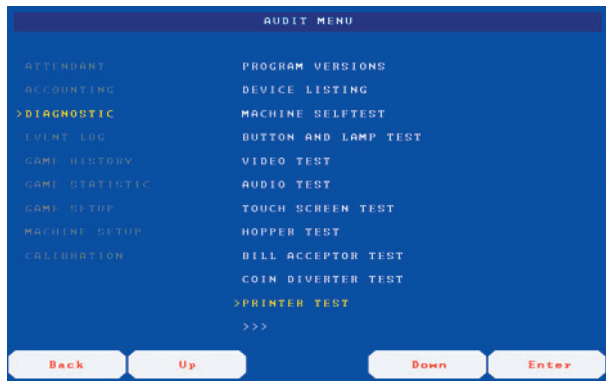 AUDIT MENU
ATTENDANT
ACCOUNTING
>DIAGNOSTIC
EVENT LOG
GAME HISTORY
GAME STATISTIC
GAME SETUP
MACHINE SETUP
CALIBRATION
PROGRAM VERSIONS
DEVICE LISTING
MACHINE SELFTEST
BUTTON AND LAMP TEST
VIDEO TEST
AUDIO TEST
TOUCH SCREEN TEST
HOPPER TEST
BILL ACCEPTOR TEST
COIN DIVERTER TEST
>PRINTER TEST
>>>
Back Up Down Enter